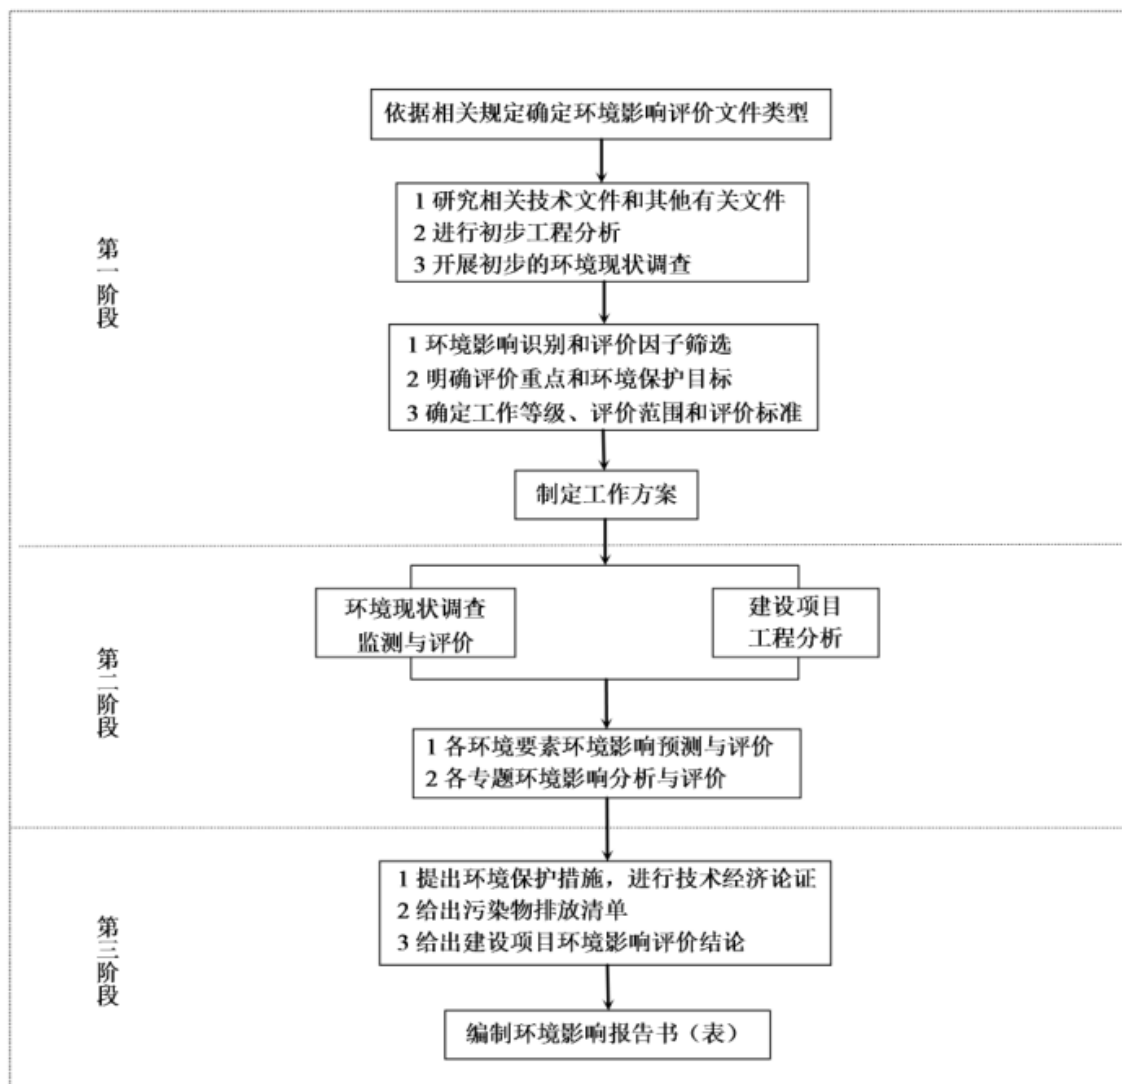 依据相关规定确定环境影响评价文件类型
1 研究相关技术文件和其他有关文件
2 进行初步工程分析
3 开展初步的环境现状调查
第一阶段
1 环境影响识别和评价因子筛选
2 明确评价重点和环境保护目标
3 确定工作等级、评价范围和评价标准
制定工作方案
环境现状调查
监测与评价
建设项目
工程分析
第二阶段
1 各环境要素环境影响预测与评价
2 各专题环境影响分析与评价
1 提出环境保护措施，进行技术经济论证
2 给出污染物排放清单
3 给出建设项目环境影响评价结论
第三阶段
编制环境影响报告书（表）